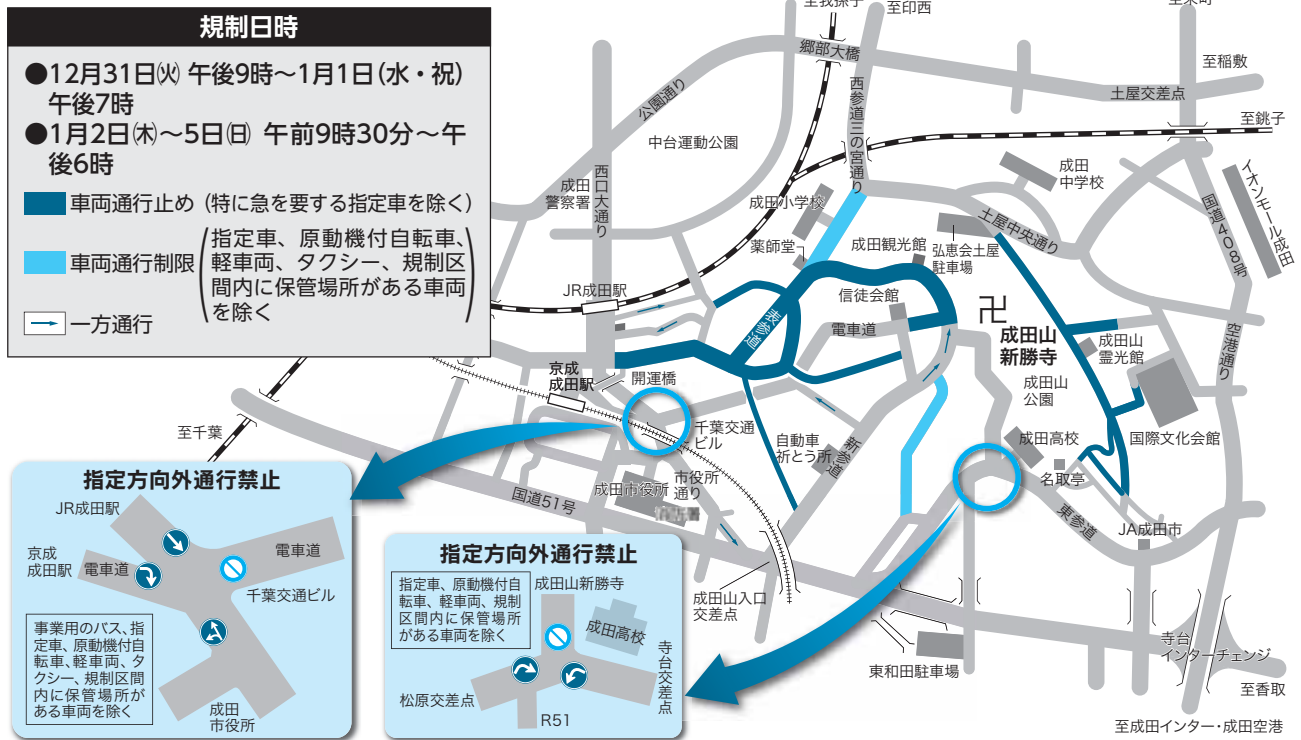 規制日時
●12月31日㈫ 午後9時～1月1日(水・祝)
午後7時
●1月2日㈭～5日㈰ 午前9時30分～午
後6時
車両通行止め (特に急を要する指定車を除く)
車両通行制限
指定車、原動機付自転車、
軽車両、タクシー、規制区
間内に保管場所がある車両
を除く
一方通行
至我孫子
至印西
郷部大橋
至稲敷
土屋交差点
至銚子
公園通り
中台運動公園
西参道三の宮通り
西口大通り
成田
警察署
成田小学校
成田
中学校
イオンモール成田
国道408号
土屋中央通り
薬師堂
成田観光館
弘恵会土屋
駐車場
JR成田駅
信徒会館
表参道
電車道
卍
成田山
新勝寺
成田山
霊光館
空港通り
京成
成田駅
開運橋
成田山
公園
国際文化会館
至千葉
千葉交通
ビル
自動車
祈とう所
新参道
成田高校
名取亭
市役所
通り
成田市役所
国道51号
東参道
JA成田市
成田山入口
交差点
東和田駐車場
寺台
インターチェンジ
至香取
至成田インター・成田空港
指定方向外通行禁止
JR成田駅
電車道
京成
成田駅
電車道
千葉交通ビル
事業用のバス、指
定車、原動機付自
転車、軽車両、タ
クシー、規制区間
内に保管場所が
ある車両を除く
成田
市役所
指定方向外通行禁止
指定車、原動機付自
転車、軽車両、規制
区間内に保管場所
がある車両を除く
成田山新勝寺
成田高校
寺台交差点
松原交差点
R51